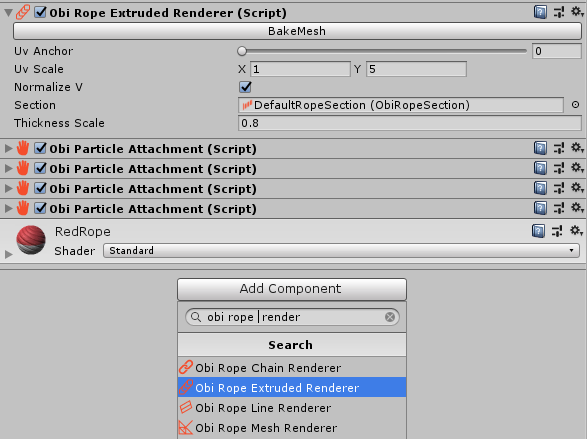 Obi Rope Extruded Renderer (Script)
BakeMesh
Uv Anchor 0
Uv Scale X 1 Y 5
Normalize V
Section DefaultRopeSection (ObiRopeSection)
Thickness Scale 0.8
Obi Particle Attachment (Script)
Obi Particle Attachment (Script)
Obi Particle Attachment (Script)
Obi Particle Attachment (Script)
RedRope
Shader Standard
Add Component
obi rope render
Search
Obi Rope Chain Renderer
Obi Rope Extruded Renderer
Obi Rope Line Renderer
Obi Rope Mesh Renderer